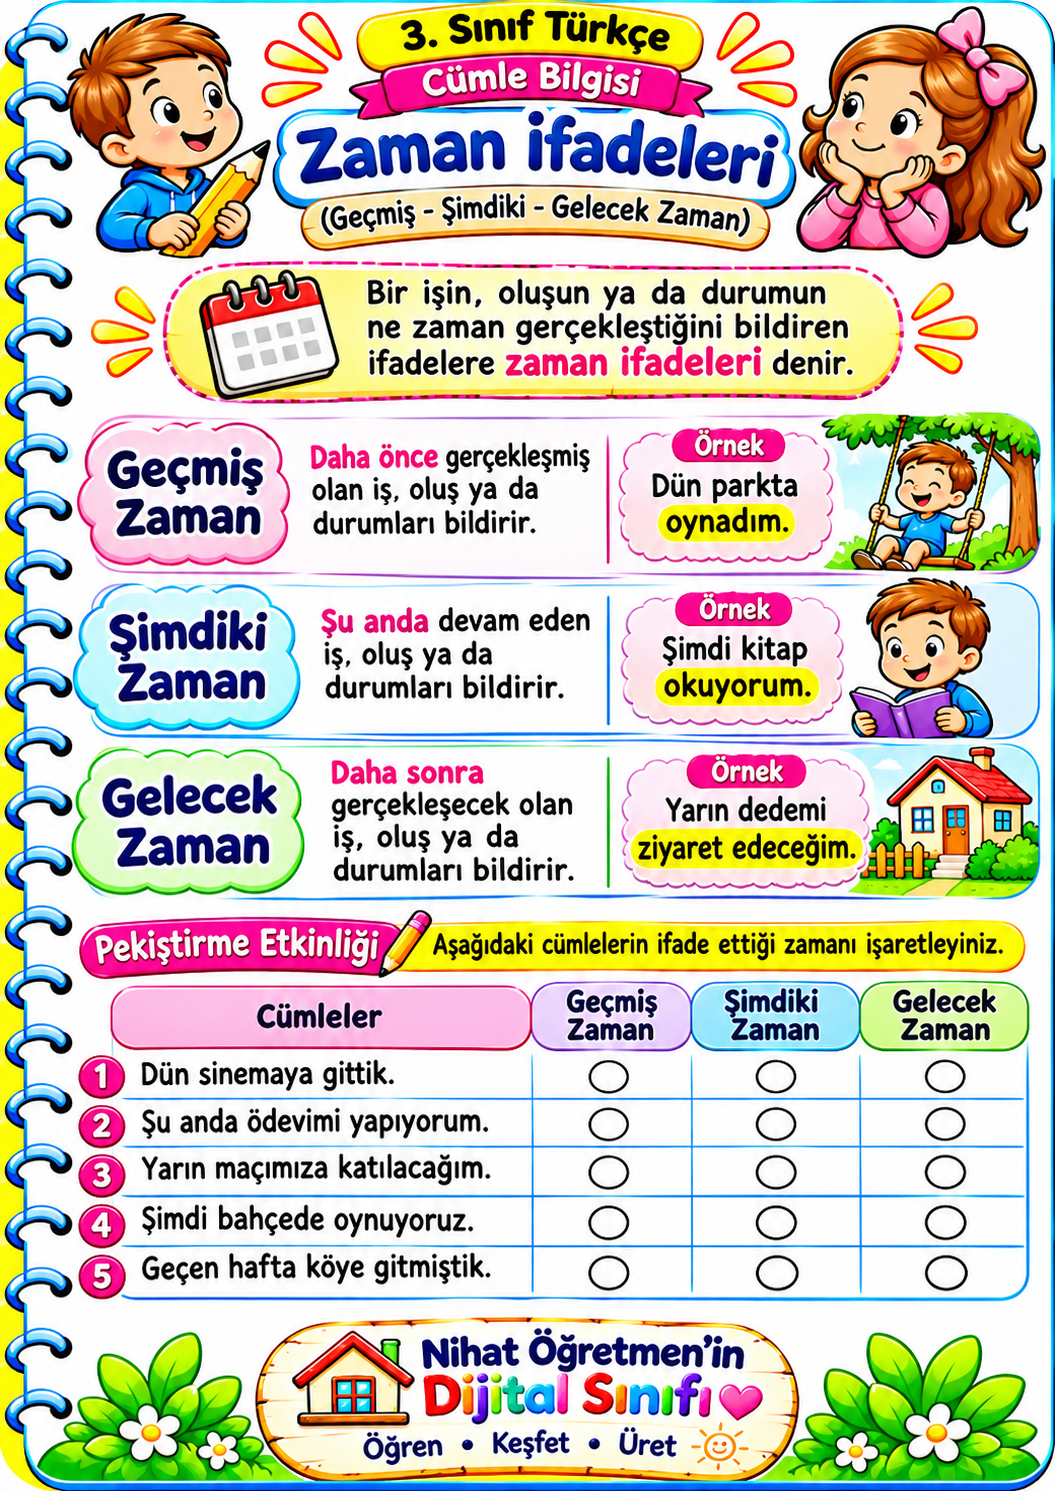 3. Sınıf Türkçe
Cümle Bilgisi
Zaman ifadeleri
(Geçmiş - Şimdiki - Gelecek Zaman)
Bir işin, oluşun ya da durumun
ne zaman gerçekleştiğini bildiren
ifadelere zaman ifadeleri denir.
Geçmiş
Zaman
Daha önce gerçekleşmiş
olan iş, oluş ya da
durumları bildirir.
Örnek
Dün parkta
oynadım.
Şimdiki
Zaman
Şu anda devam eden
iş, oluş ya da
durumları bildirir.
Örnek
Şimdi kitap
okuyorum.
Gelecek
Zaman
Daha sonra
gerçekleşecek olan
iş, oluş ya da
durumları bildirir.
Örnek
Yarın dedemi
ziyaret edeceğim.
Pekiştirme Etkinliği
Aşağıdaki cümlelerin ifade ettiği zamanı işaretleyiniz.
Cümleler
Geçmiş
Zaman
Şimdiki
Zaman
Gelecek
Zaman
1 Dün sinemaya gittik.
2 Şu anda ödevimi yapıyorum.
3 Yarın maçımıza katılacağım.
4 Şimdi bahçede oynuyoruz.
5 Geçen hafta köye gitmiştik.
Nihat Öğretmen'in
Dijital Sınıfı
Öğren • Keşfet • Üret